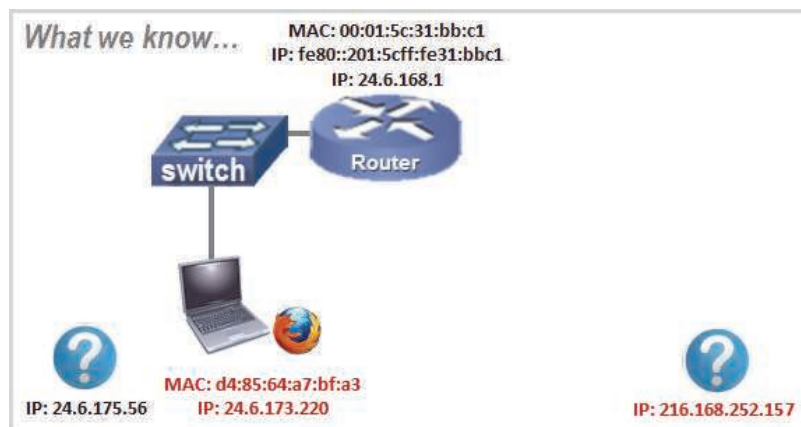 What we know...
MAC: 00:01:5c:31:bb:c1
IP: fe80::201:5cff:fe31:bbc1
IP: 24.6.168.1
switch
Router
MAC: d4:85:64:a7:bf:a3
IP: 24.6.175.56
IP: 24.6.173.220
IP: 216.168.252.157